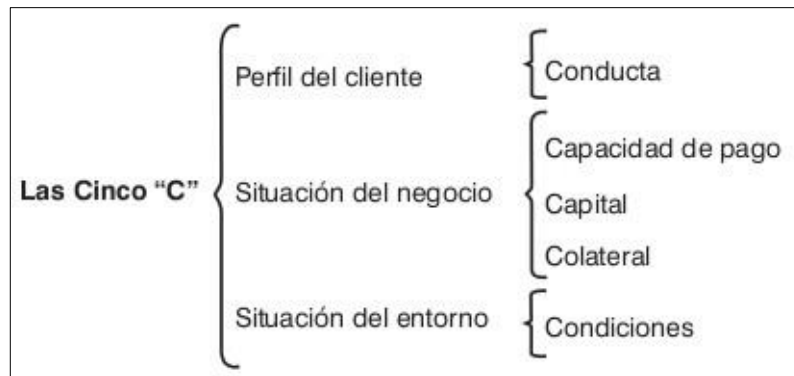 Las Cinco “C”
Perfil del cliente
Conducta
Situación del negocio
Capacidad de pago
Capital
Colateral
Situación del entorno
Condiciones